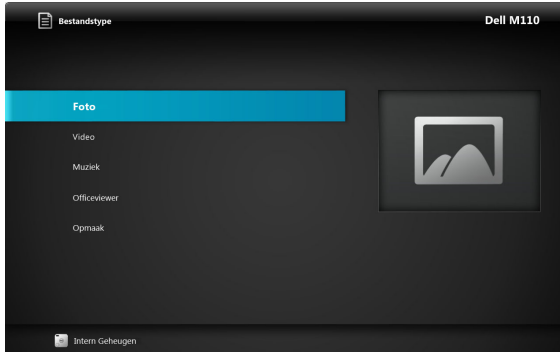 Bestandstype
Dell M110
Foto
Video
Muziek
Officeviewer
Opmaak
Intern Geheugen